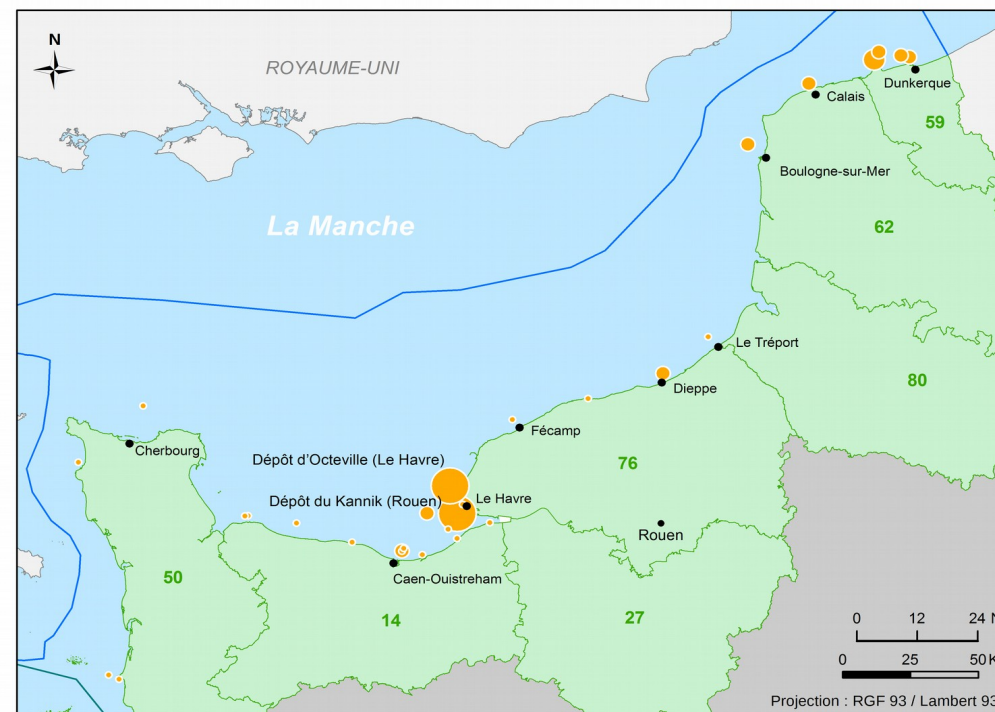 N
ROYAUME-UNI
Dunkerque
Calais
59
Boulogne-sur-Mer
La Manche
62
Le Tréport
80
Dieppe
Fécamp
Cherbourg
Dépôt d'Octeville (Le Havre)
76
Dépôt du Kannik (Rouen)
Le Havre
Rouen
Caen-Ouistreham
50
14
27
0 12 24 N
0 25 50 K
Projection : RGF 93 / Lambert 93